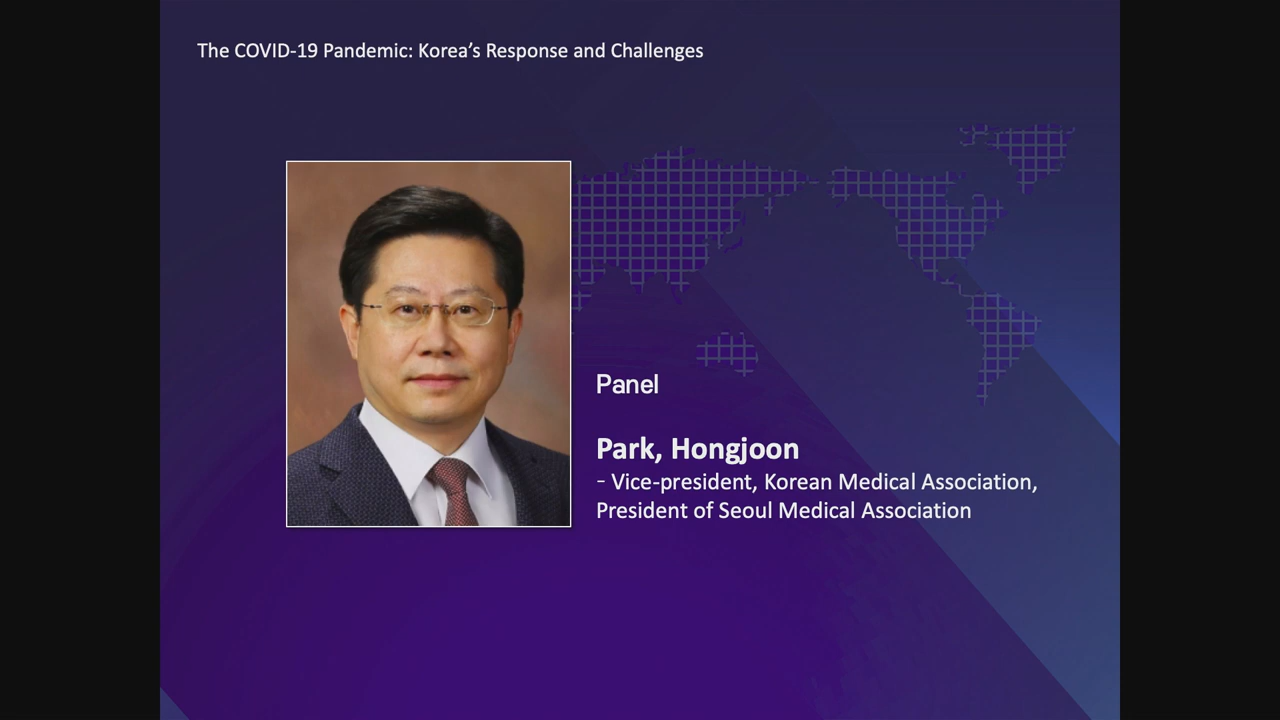 The COVID-19 Pandemic: Korea’s Response and Challenges
Panel
Park, Hongjoon
- Vice-president, Korean Medical Association,
President of Seoul Medical Association